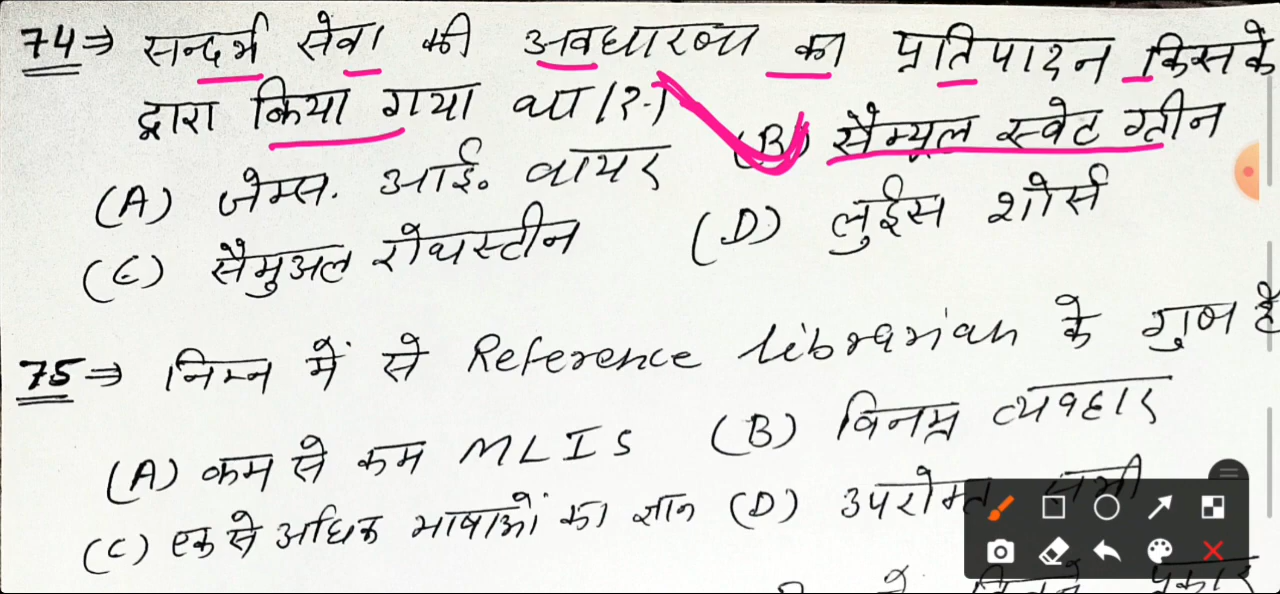 74⇒ सन्दर्भ सेवा की अवधारणा का प्रतिपादन किसके
द्वारा किया गया था (?-)
(A) जेम्स. आई. वायर (B) सैम्यूल स्वेट ग्रीन
(C) सैमुअल रोथस्टीन (D) लुईस शोर्स
75⇒ निम्न में से Reference librarian के गुण है
(A) कम से कम MLIS (B) विनम्र व्यवहार
(C) एक से अधिक भाषाओं का ज्ञान (D) उपरोक्त सभी